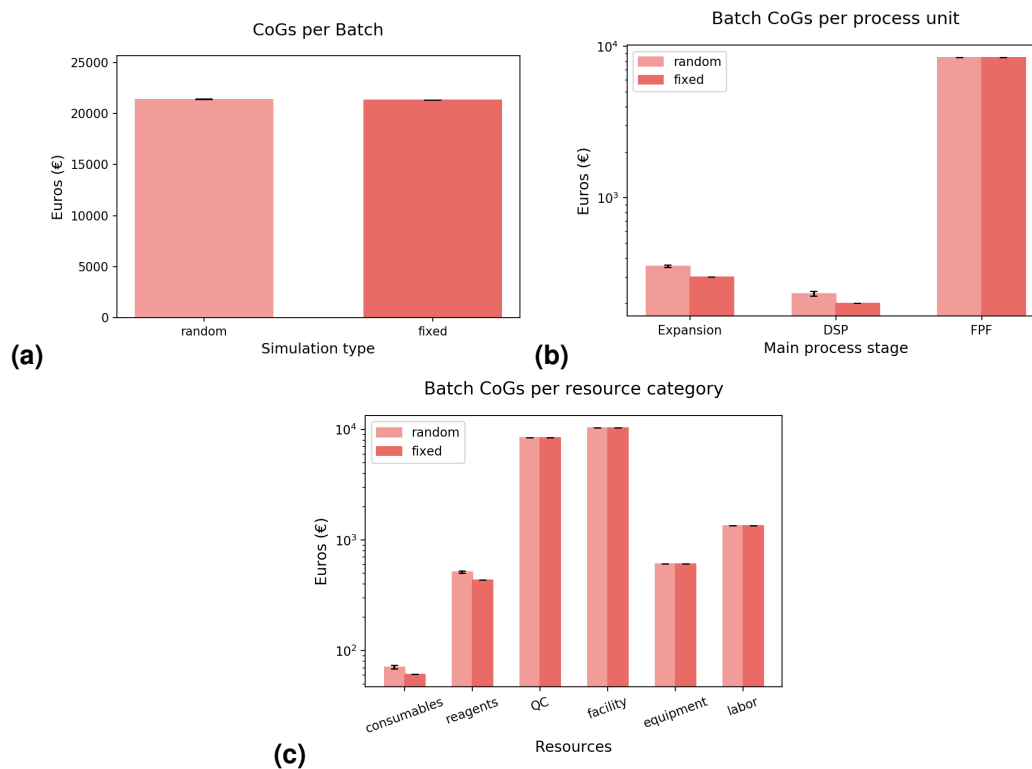 CoGs per Batch
25000
20000
15000
10000
5000
0
Euros (€)
random
fixed
Simulation type
(a)
Batch CoGs per process unit
random
fixed
10⁴
10³
Euros (€)
Expansion
DSP
FPF
Main process stage
(b)
Batch CoGs per resource category
random
fixed
10⁴
10³
10²
Euros (€)
consumables
reagents
QC
facility
equipment
labor
Resources
(c)